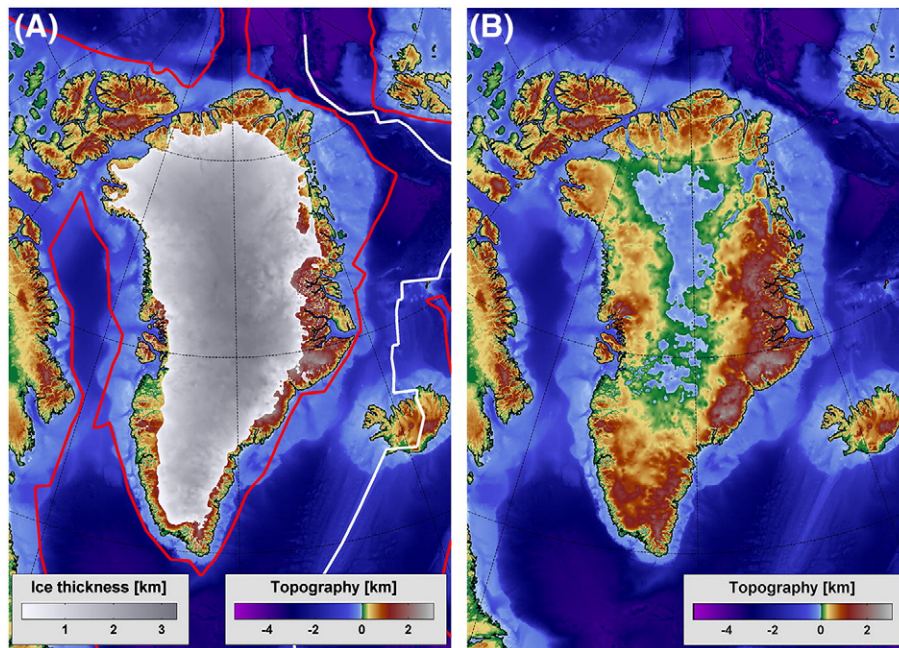 (A)
(B)
Ice thickness [km]
1 2 3
Topography [km]
-4 -2 0 2
Topography [km]
-4 -2 0 2